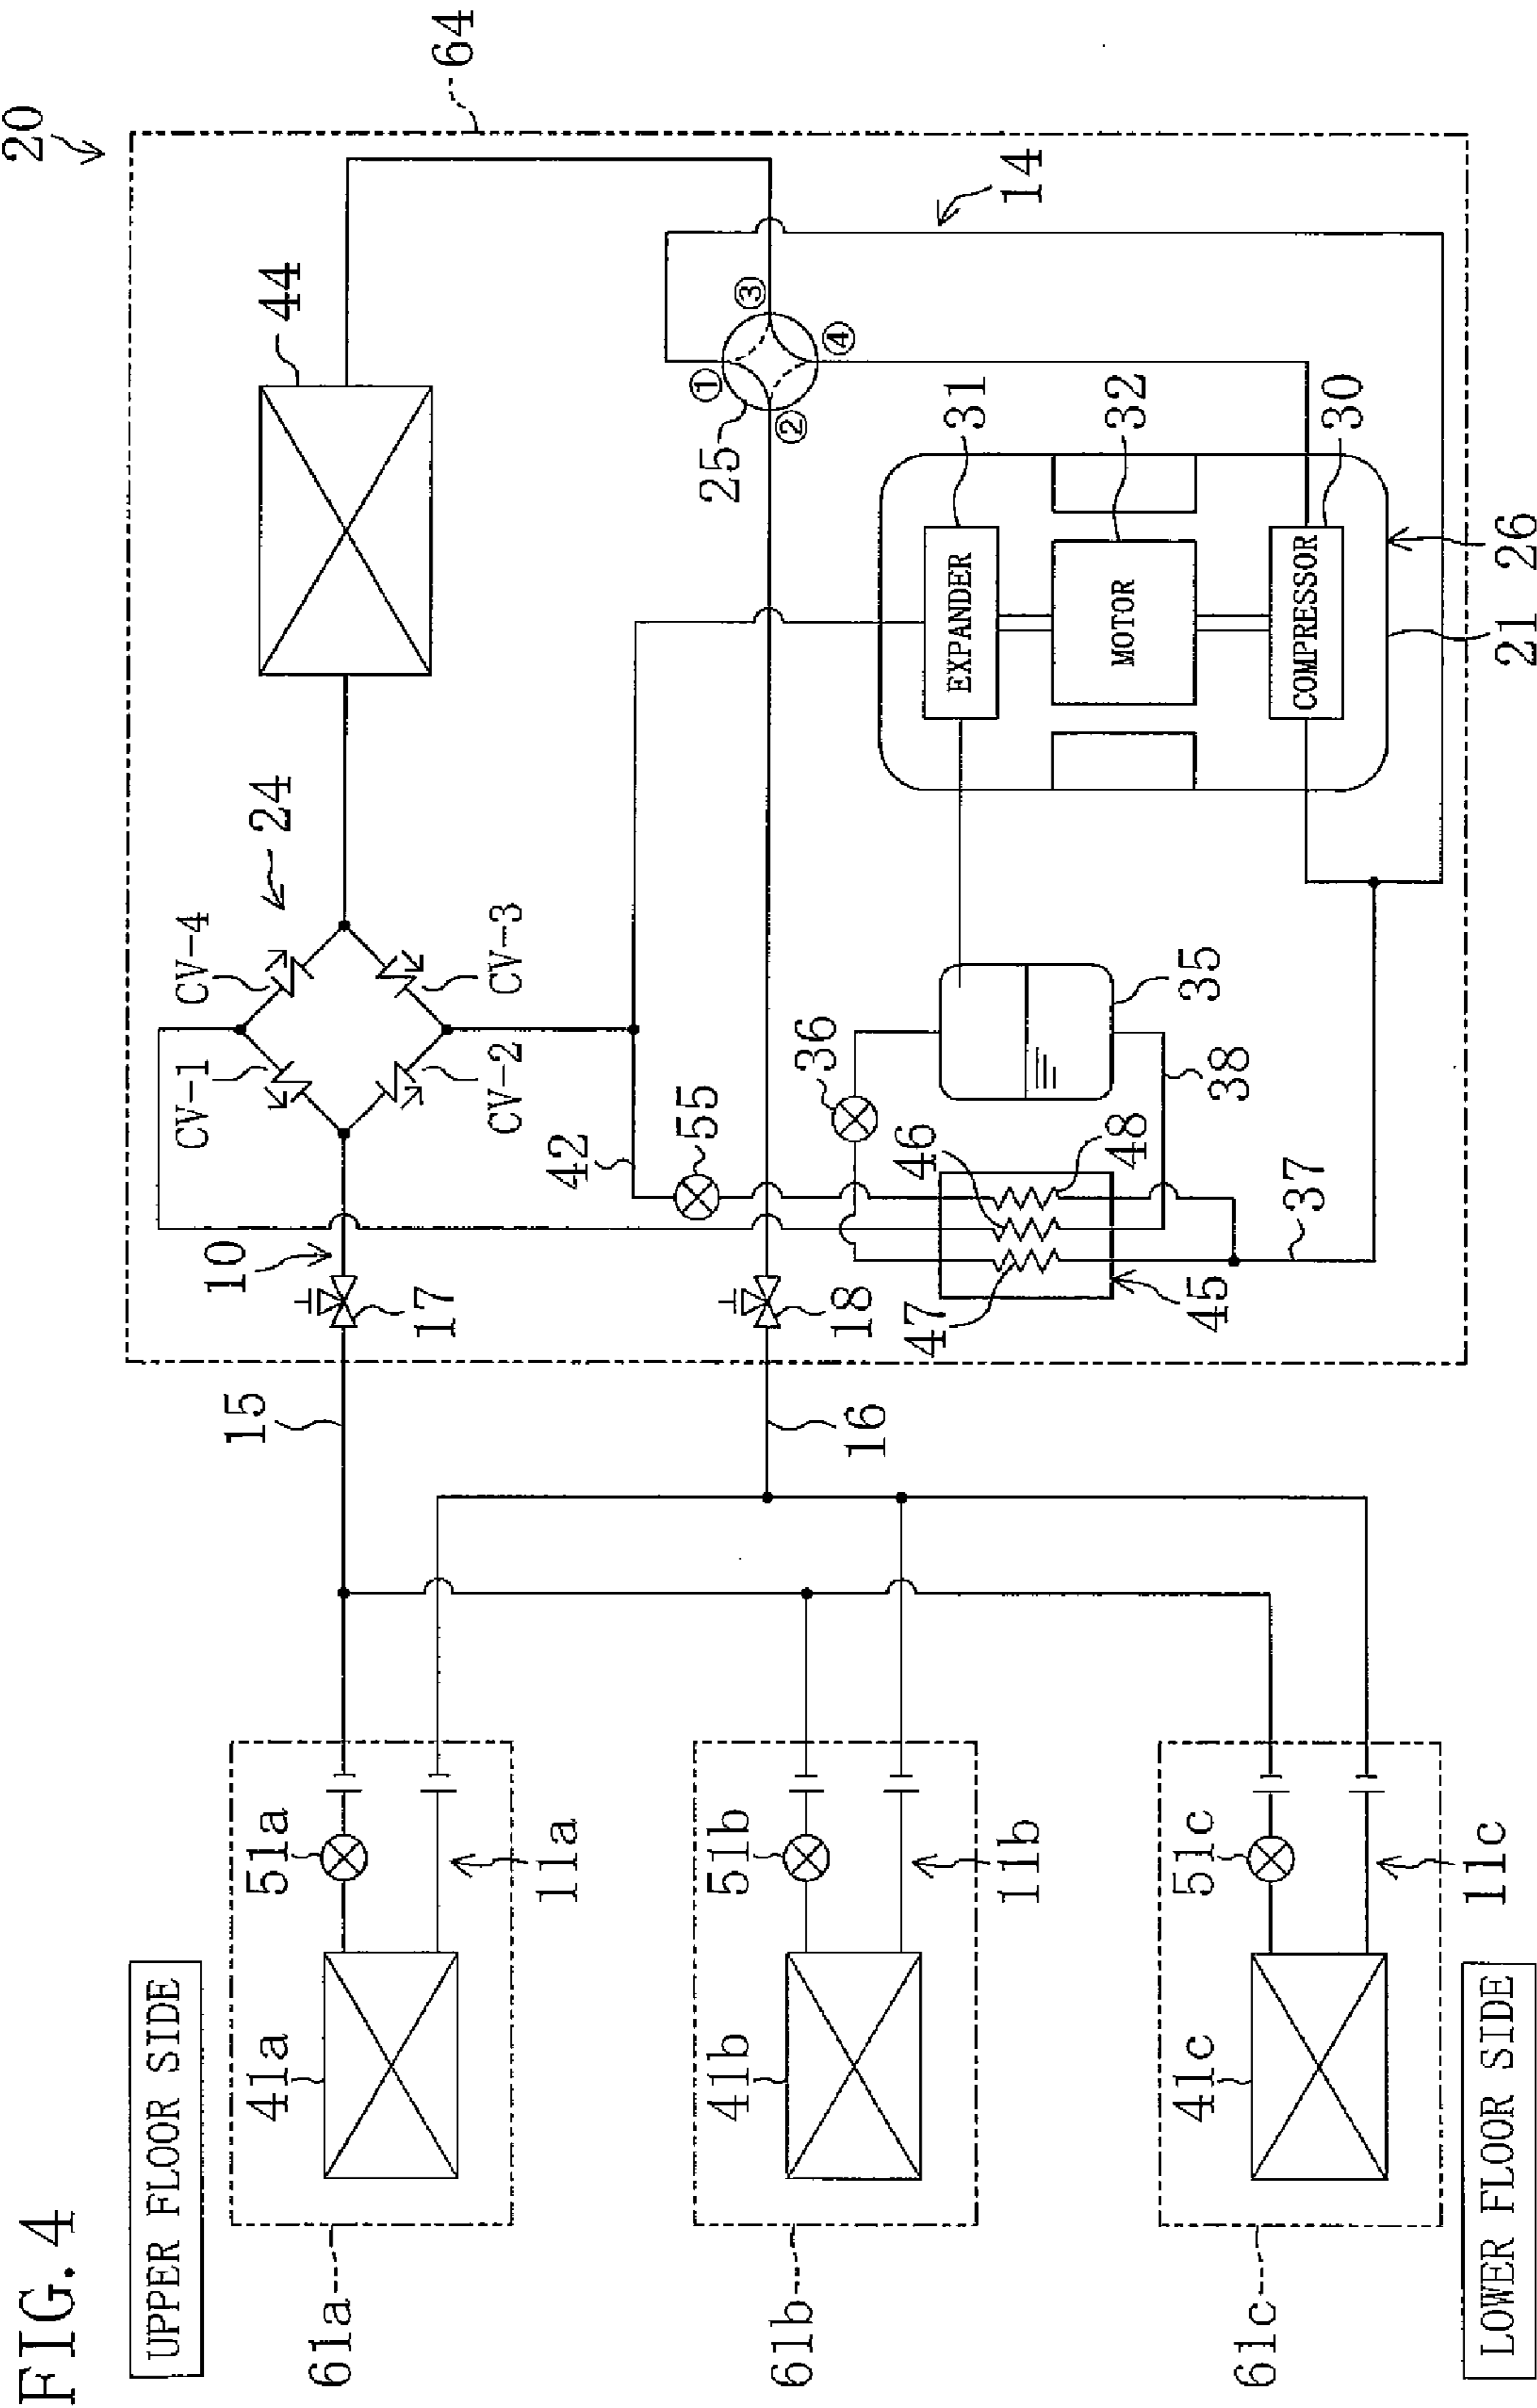 FIG. 4
UPPER FLOOR SIDE
61a
41a
51a
11a
61b
41b
51b
11b
61c
41c
51c
11c
LOWER FLOOR SIDE
15
16
10
17
18
20
64
14
44
24
CV-4
CV-1
CV-3
CV-2
42
55
25
①
②
③
④
31
32
30
EXPANDER
MOTOR
COMPRESSOR
26
21
36
35
38
46
48
47
45
37